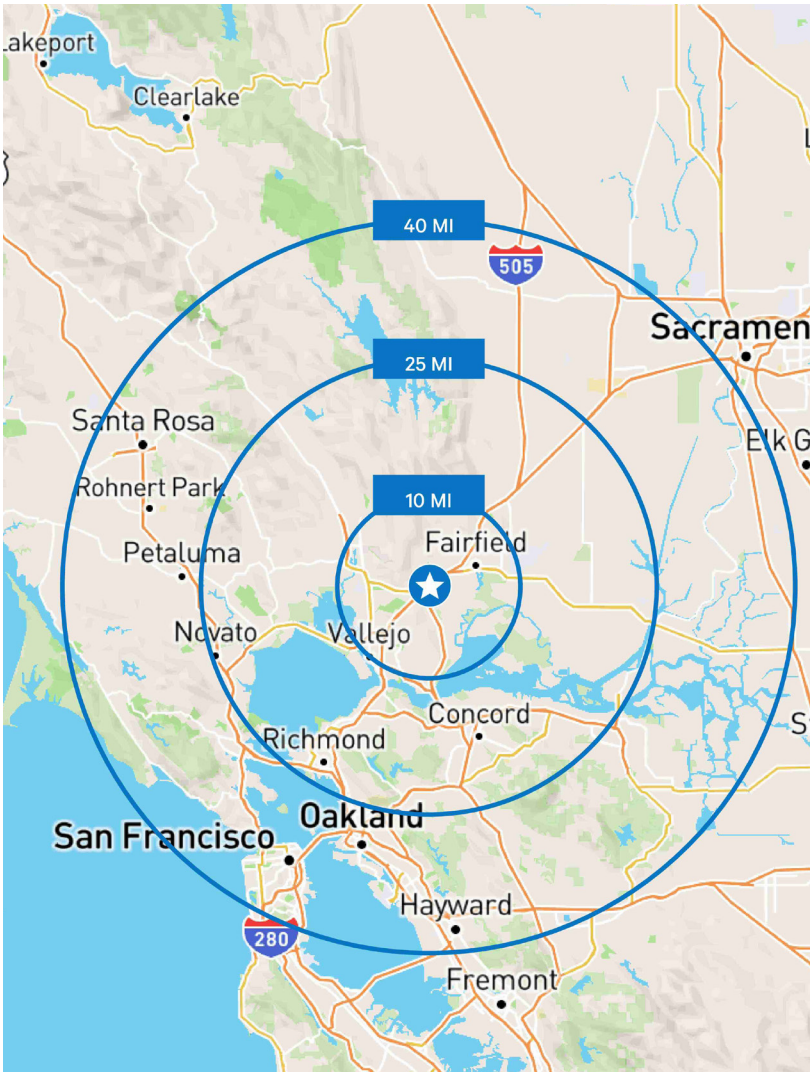 Lakeport
Clearlake
40 MI
505
Sacramen
25 MI
Santa Rosa
Elk G
Rohnert Park
10 MI
Fairfield
Petaluma
Novato
Vallejo
Concord
S
Richmond
Oakland
San Francisco
Hayward
280
Fremont